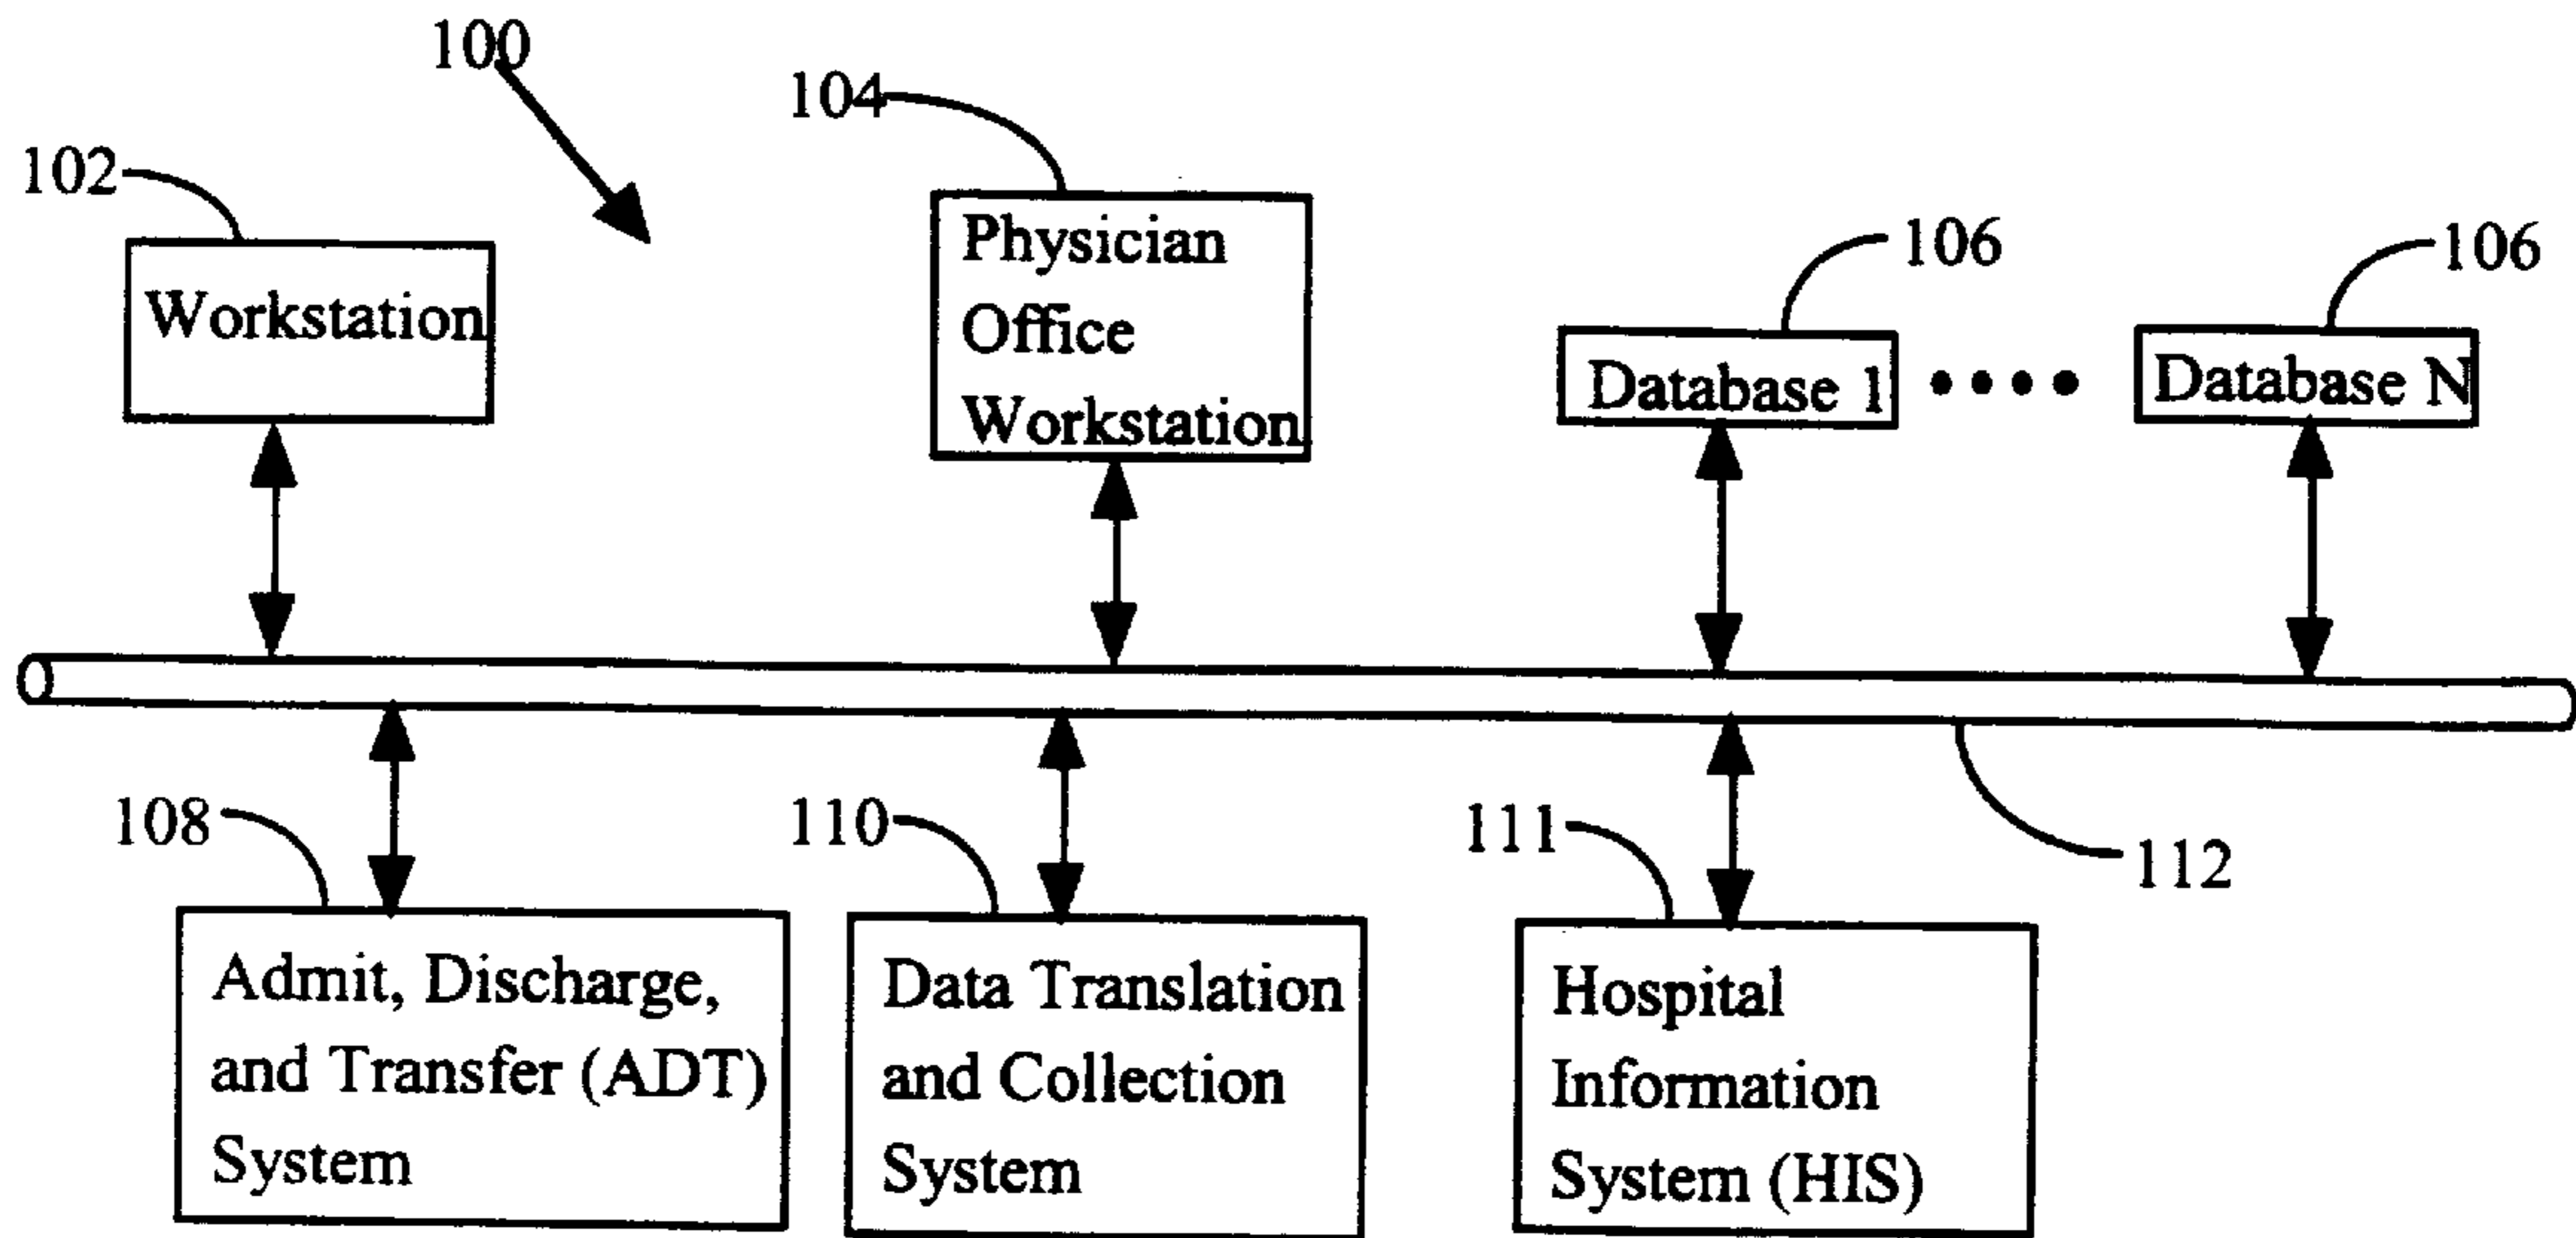 100
104
102
Physician
Office
Workstation
106
106
Workstation
Database 1
Database N
108
110
111
112
Admit, Discharge,
and Transfer (ADT)
System
Data Translation
and Collection
System
Hospital
Information
System (HIS)